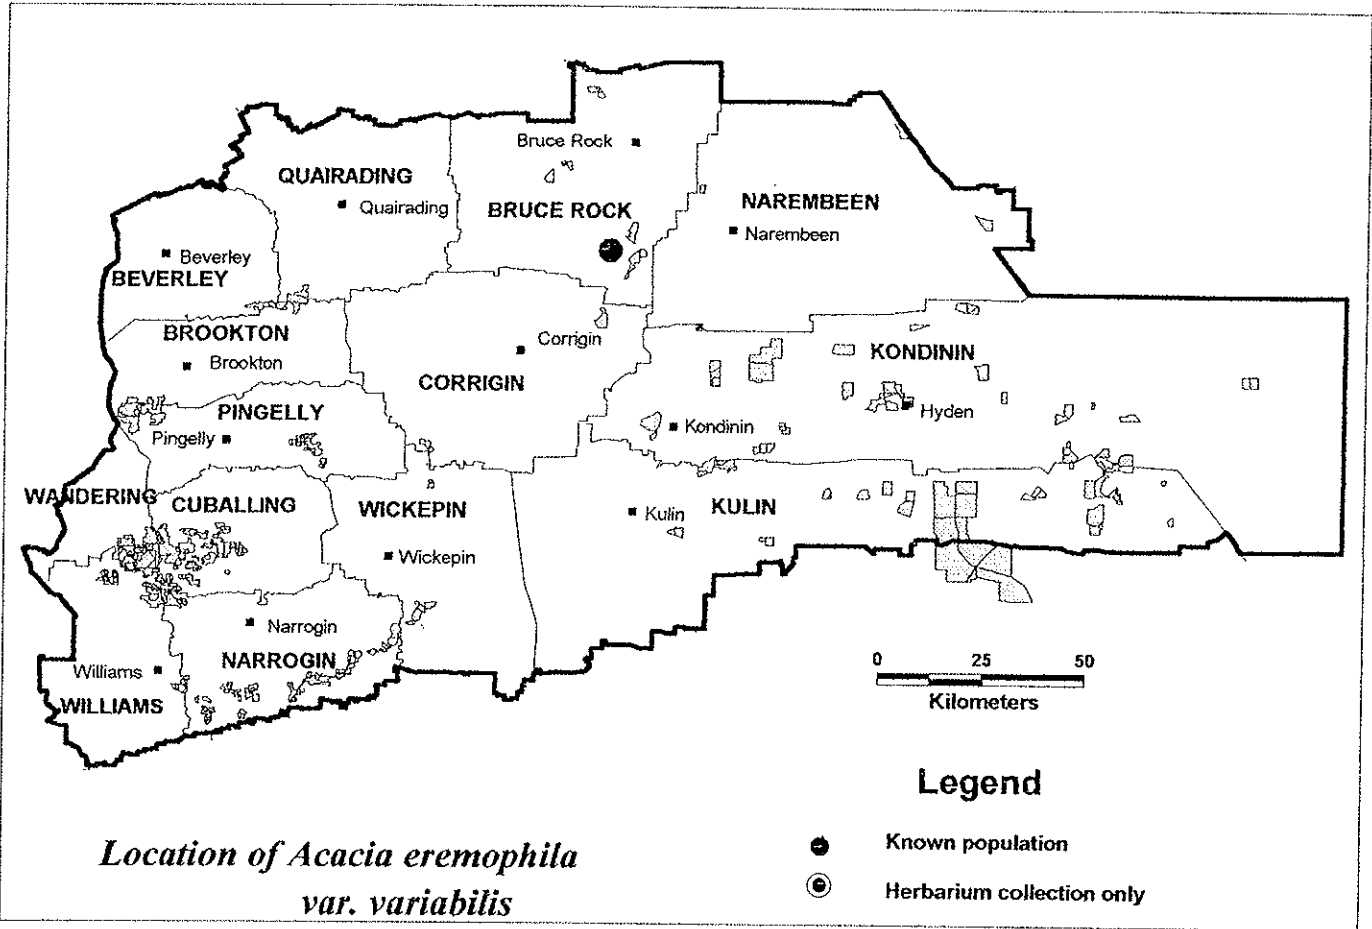 Bruce Rock
QUAIRADING
Quairading
BRUCE ROCK
NAREMBEEN
Narembeen
Beverley
BEVERLEY
BROOKTON
Brookton
Corrigin
CORRIGIN
KONDININ
Hyden
PINGELLY
Pingelly
Kondinin
WANDERING
CUBALLING
WICKEPIN
Wickepin
Kulin
KULIN
Narrogin
NARROGIN
Williams
WILLIAMS
0 25 50
Kilometers
Legend
Known population
Herbarium collection only
Location of Acacia eremophila
var. variabilis